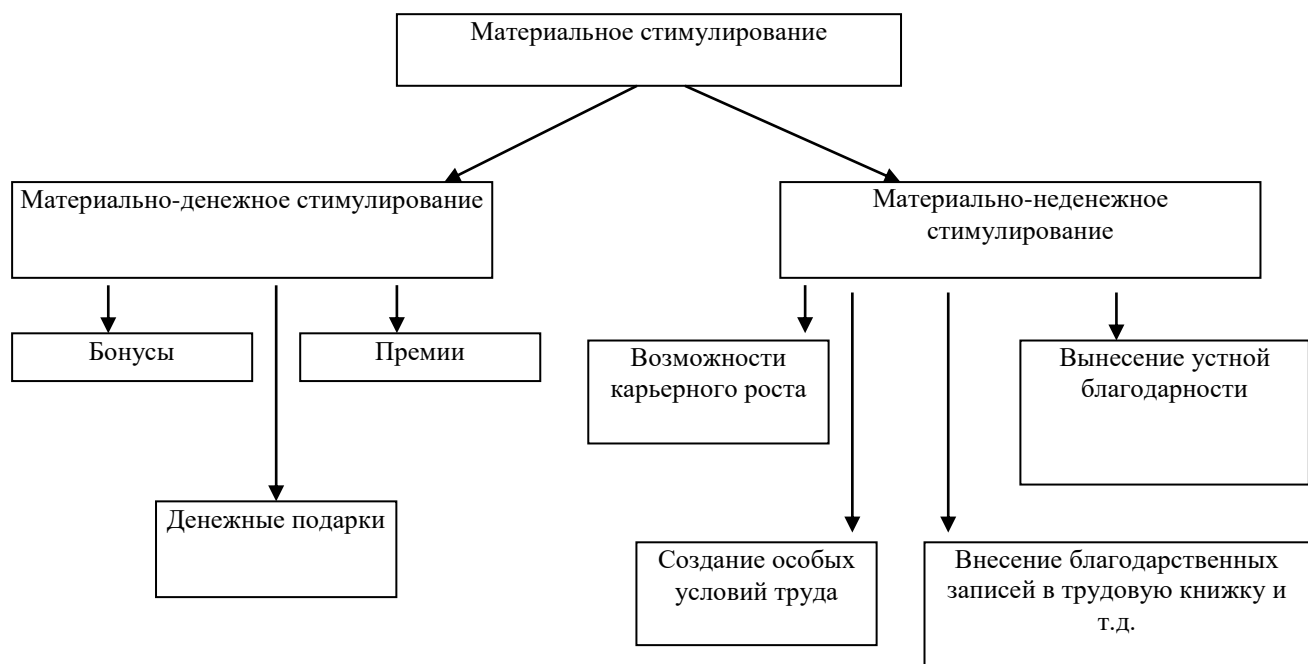 Материальное стимулирование
Материально-денежное стимулирование
Материально-неденежное
стимулирование
Бонусы
Премии
Возможности
карьерного роста
Вынесение устной
благодарности
Денежные подарки
Создание особых
условий труда
Внесение благодарственных
записей в трудовую книжку и
т.д.